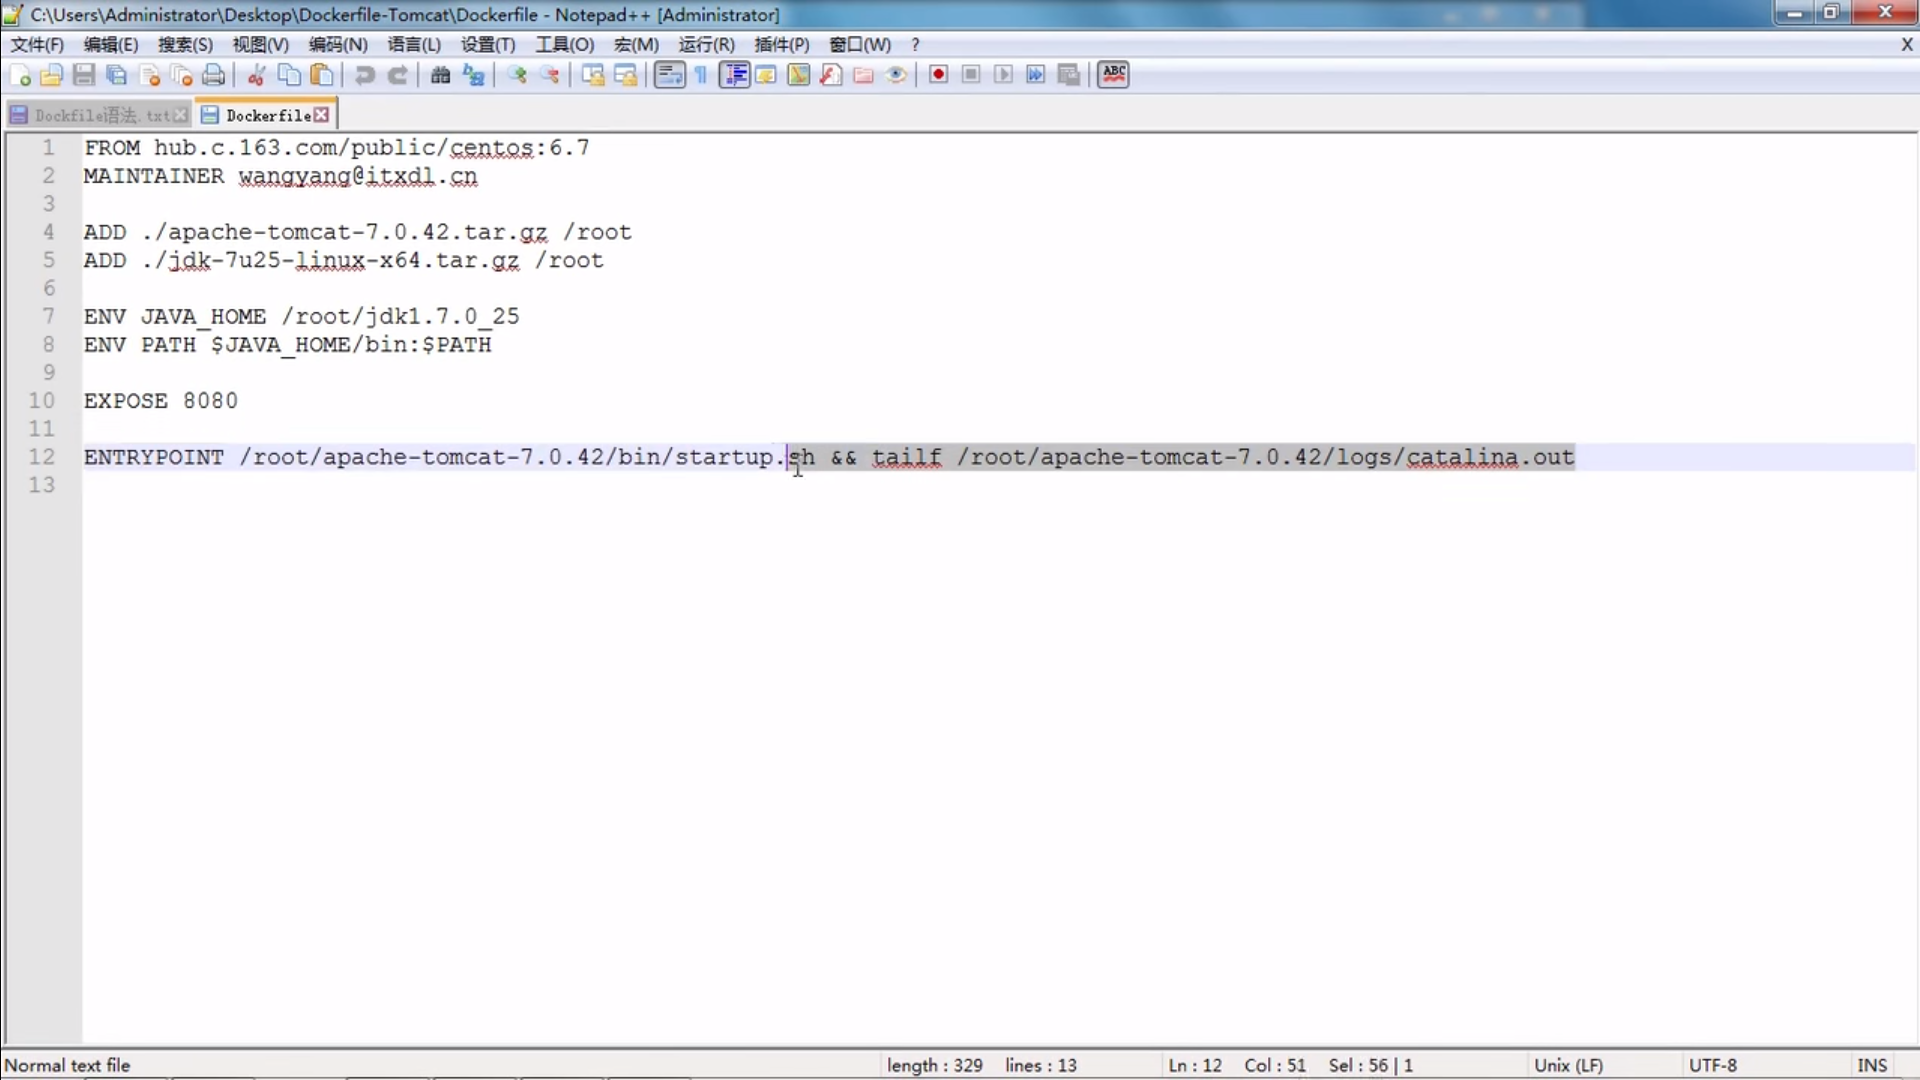 C:\Users\Administrator\Desktop\Dockerfile-Tomcat\Dockerfile - Notepad++ [Administrator]
文件(F) 编辑(E) 搜索(S) 视图(V) 编码(N) 语言(L) 设置(T) 工具(O) 宏(M) 运行(R) 插件(P) 窗口(W) ? X
ABC
Dockfile语法.txt Dockerfile
1 FROM hub.c.163.com/public/centos:6.7
2 MAINTAINER wangyang@itxdl.cn
3
4 ADD ./apache-tomcat-7.0.42.tar.gz /root
5 ADD ./jdk-7u25-linux-x64.tar.gz /root
6
7 ENV JAVA_HOME /root/jdk1.7.0_25
8 ENV PATH $JAVA_HOME/bin:$PATH
9
10 EXPOSE 8080
11
12 ENTRYPOINT /root/apache-tomcat-7.0.42/bin/startup.sh && tailf /root/apache-tomcat-7.0.42/logs/catalina.out
13
Normal text file length : 329 lines : 13 Ln : 12 Col : 51 Sel : 56 | 1 Unix (LF) UTF-8 INS